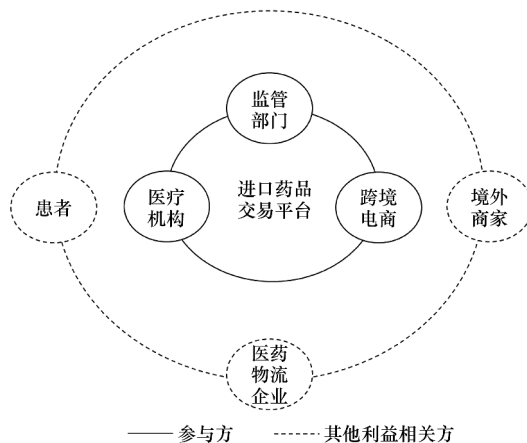 监管
部门
患者
医疗
机构
进口药品
交易平台
跨境
电商
境外
商家
医药
物流
企业
参与方
其他利益相关方